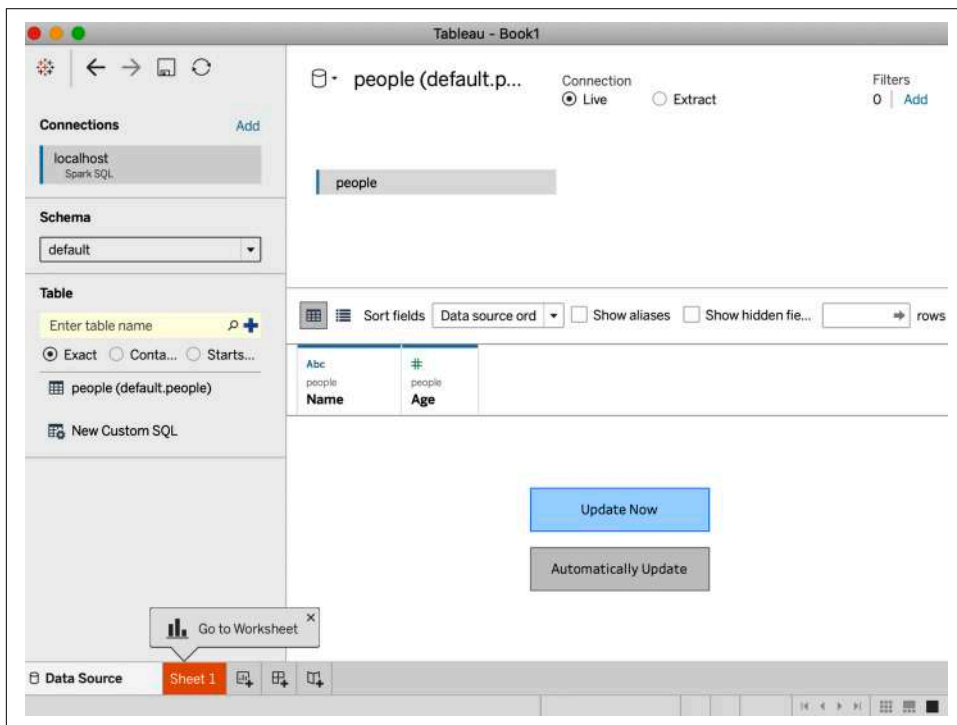 Tableau - Book1
Connections
Add
localhost
Spark SQL
Schema
default
Table
Enter table name
Exact Conta... Starts...
people (default.people)
New Custom SQL
people (default.p...
Connection
Live Extract
Filters
0 Add
people
Sort fields Data source ord Show aliases Show hidden fie... rows
Abc #
people people
Name Age
Update Now
Automatically Update
Go to Worksheet
Data Source Sheet 1